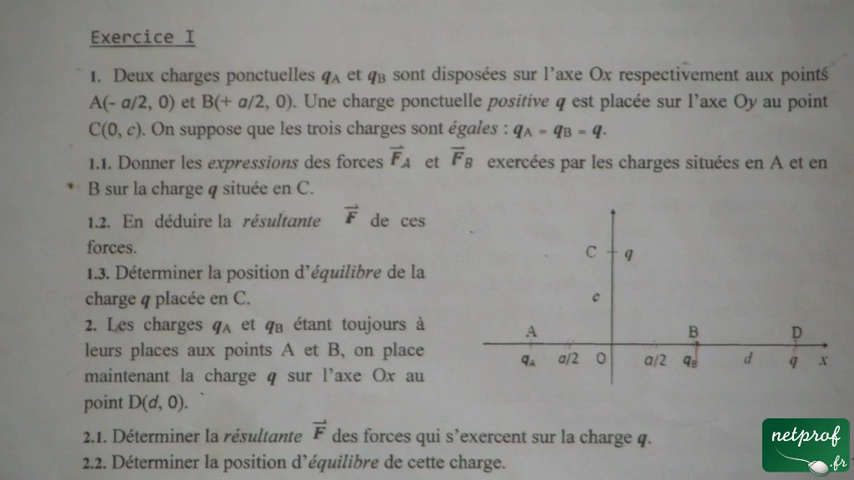 Exercice I
1. Deux charges ponctuelles qA et qB sont disposées sur l'axe Ox respectivement aux points
A(- a/2, 0) et B(+ a/2, 0). Une charge ponctuelle positive q est placée sur l'axe Oy au point
C(0, c). On suppose que les trois charges sont égales : qA = qB = q.
1.1. Donner les expressions des forces F⃗A et F⃗B exercées par les charges situées en A et en
B sur la charge q située en C.
1.2. En déduire la résultante F⃗ de ces
forces.
1.3. Déterminer la position d'équilibre de la
charge q placée en C.
2. Les charges qA et qB étant toujours à
leurs places aux points A et B, on place
maintenant la charge q sur l'axe Ox au
point D(d, 0).
C q
c
A B D
qA a/2 O a/2 qB d q x
2.1. Déterminer la résultante F⃗ des forces qui s'exercent sur la charge q.
2.2. Déterminer la position d'équilibre de cette charge.
netprof
.fr